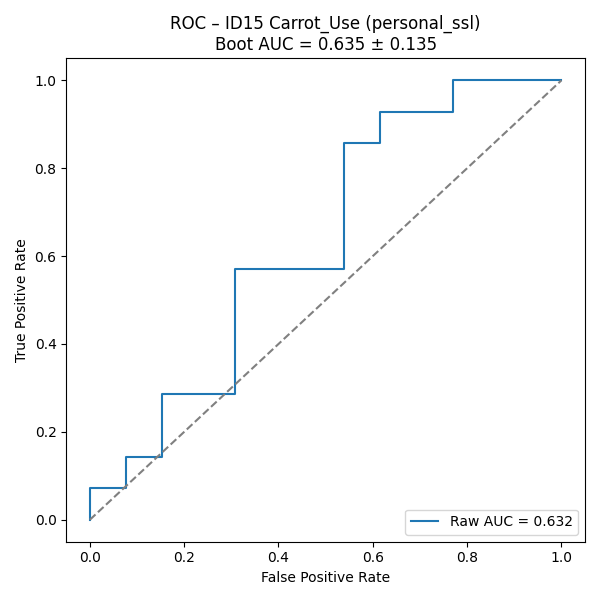 ROC – ID15 Carrot_Use (personal_ssl)
Boot AUC = 0.635 ± 0.135
True Positive Rate
1.0
0.8
0.6
0.4
0.2
0.0
Raw AUC = 0.632
0.0 0.2 0.4 0.6 0.8 1.0
False Positive Rate